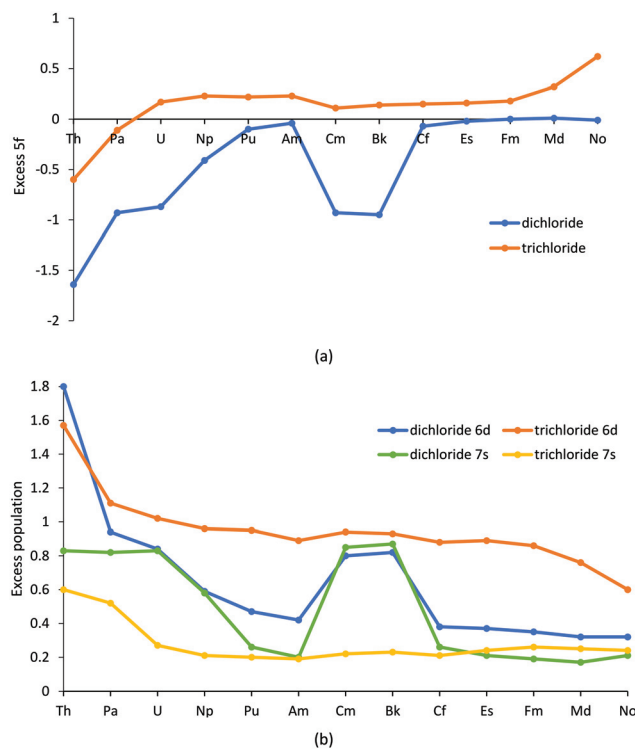 1
0.5
0
-0.5
-1
-1.5
-2
Excess 5f
Th Pa U Np Pu Am Cm Bk Cf Es Fm Md No
dichloride
trichloride
(a)
1.8
1.6
1.4
1.2
1
0.8
0.6
0.4
0.2
0
Excess population
dichloride 6d trichloride 6d
dichloride 7s trichloride 7s
Th Pa U Np Pu Am Cm Bk Cf Es Fm Md No
(b)